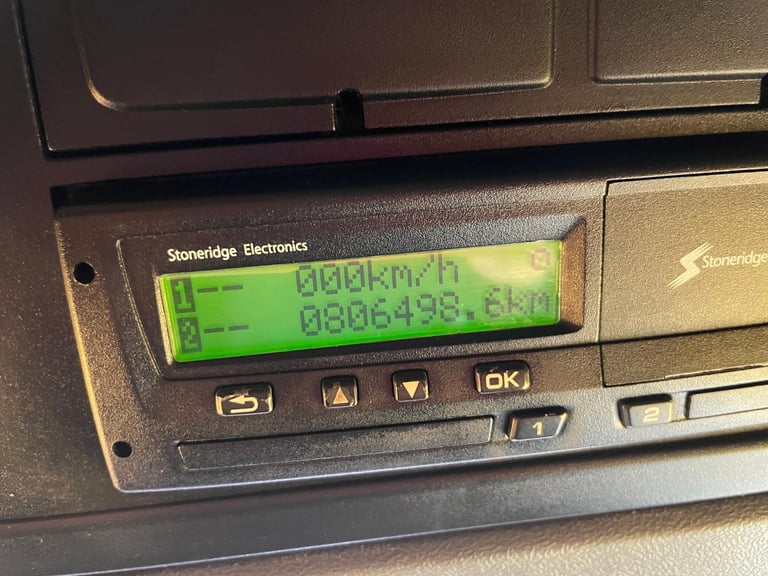 Stoneridge Electronics
1-- 000km/h o
2-- 0806498.6km
Stoneridge
OK
1
2